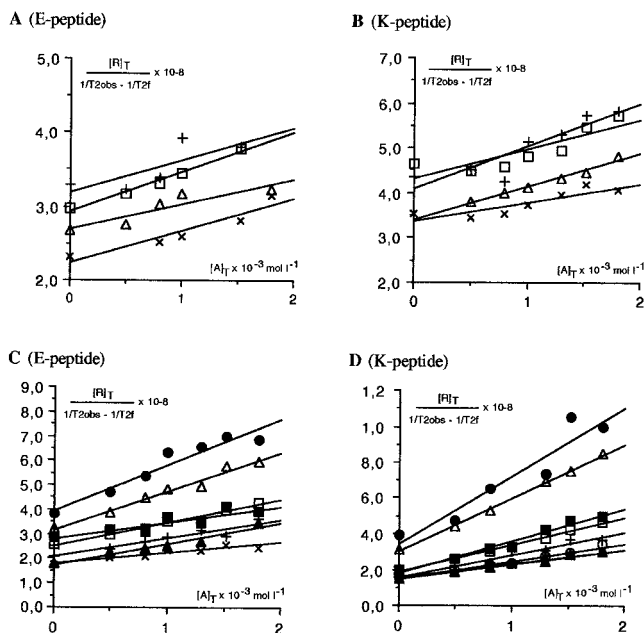 A (E-peptide)
5,0
4,0
3,0
2,0
[R]T
1/T2obs - 1/T2f
x 10-8
[A]T x 10-3 mol l-1
0
1
2
B (K-peptide)
7,0
6,0
5,0
4,0
3,0
2,0
[R]T
1/T2obs - 1/T2f
x 10-8
[A]T x 10-3 mol l-1
0
1
2
C (E-peptide)
9,0
8,0
7,0
6,0
5,0
4,0
3,0
2,0
1,0
0,0
[R]T
1/T2obs - 1/T2f
x 10-8
[A]T x 10-3 mol l-1
0
1
2
D (K-peptide)
1,2
1,0
8,0
6,0
4,0
2,0
0,0
[R]T
1/T2obs - 1/T2f
x 10-8
[A]T x 10-3 mol l-1
0
1
2